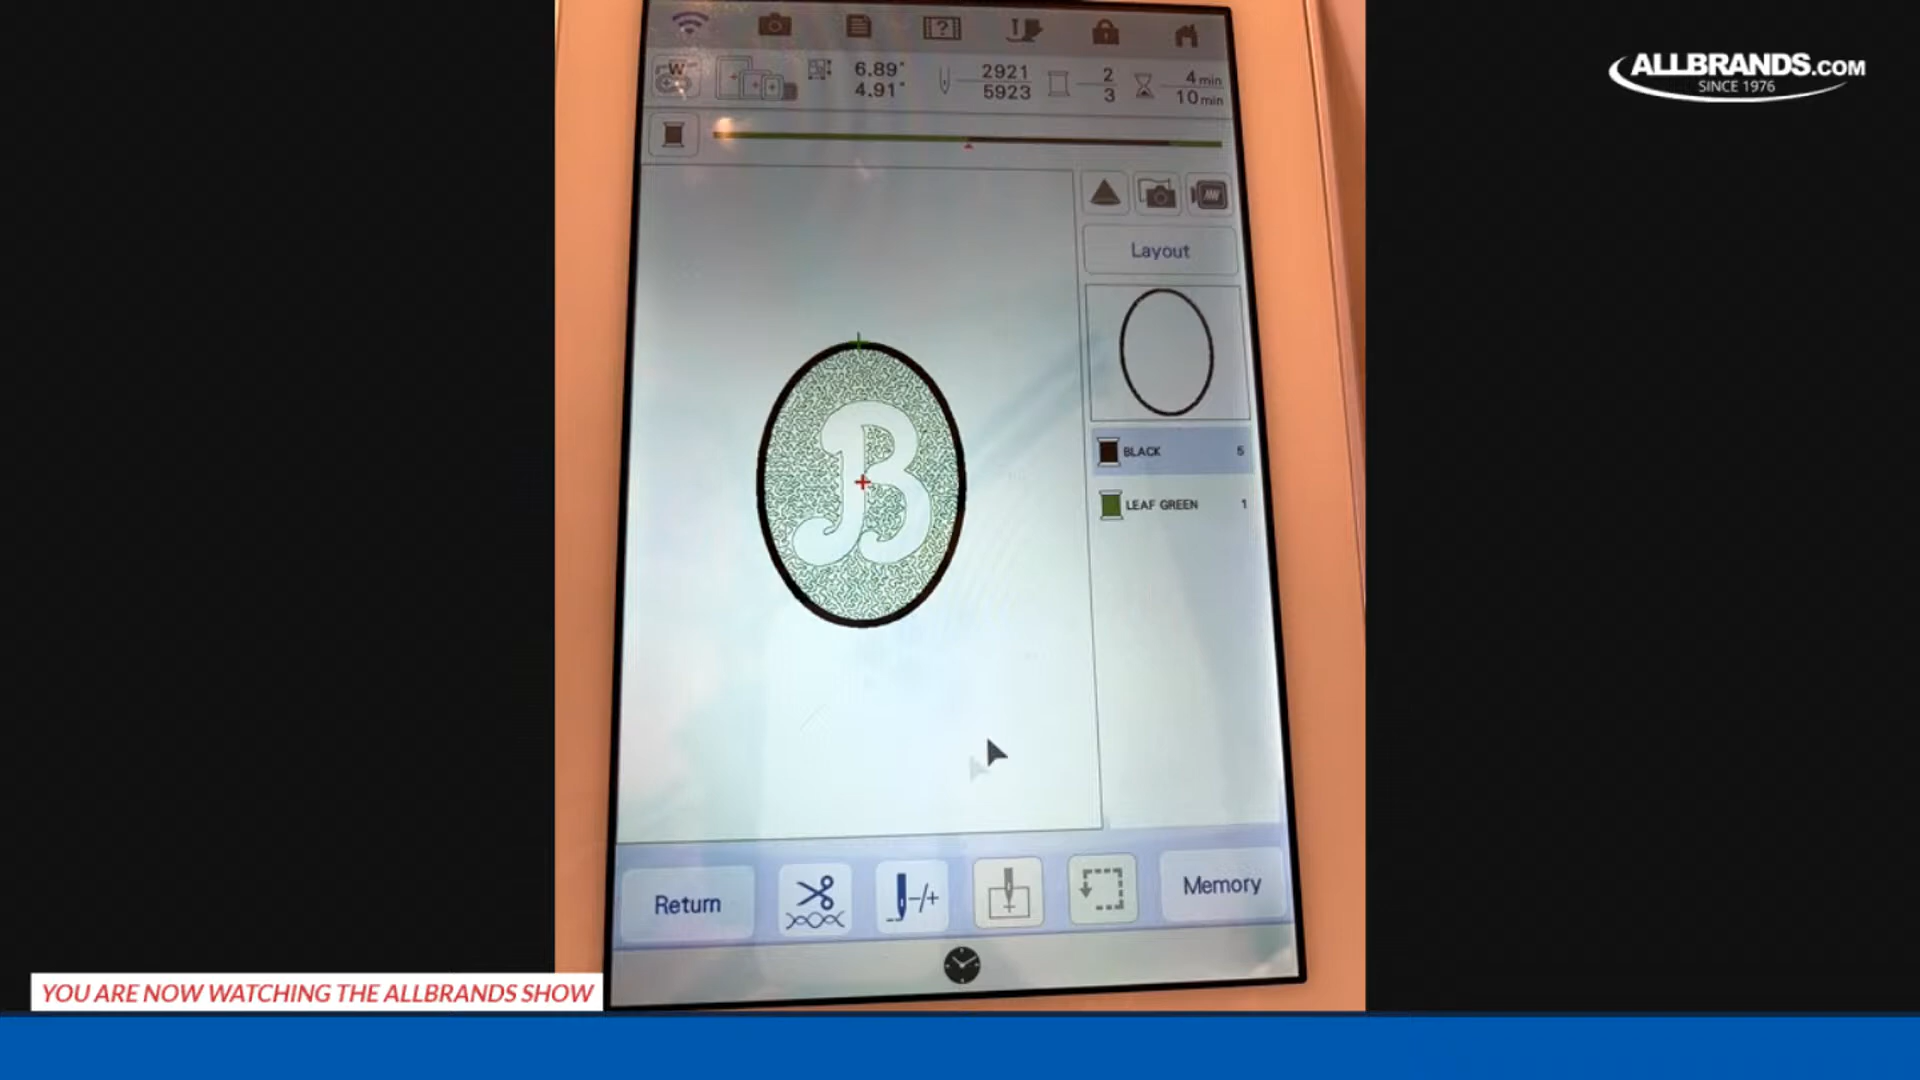 ALLBRANDS.COM
SINCE 1976
W
6.89"
4.91"
2921
5923
2
3
4 min
10 min
Layout
B
BLACK 5
LEAF GREEN 1
Return
-/+
Memory
YOU ARE NOW WATCHING THE ALLBRANDS SHOW